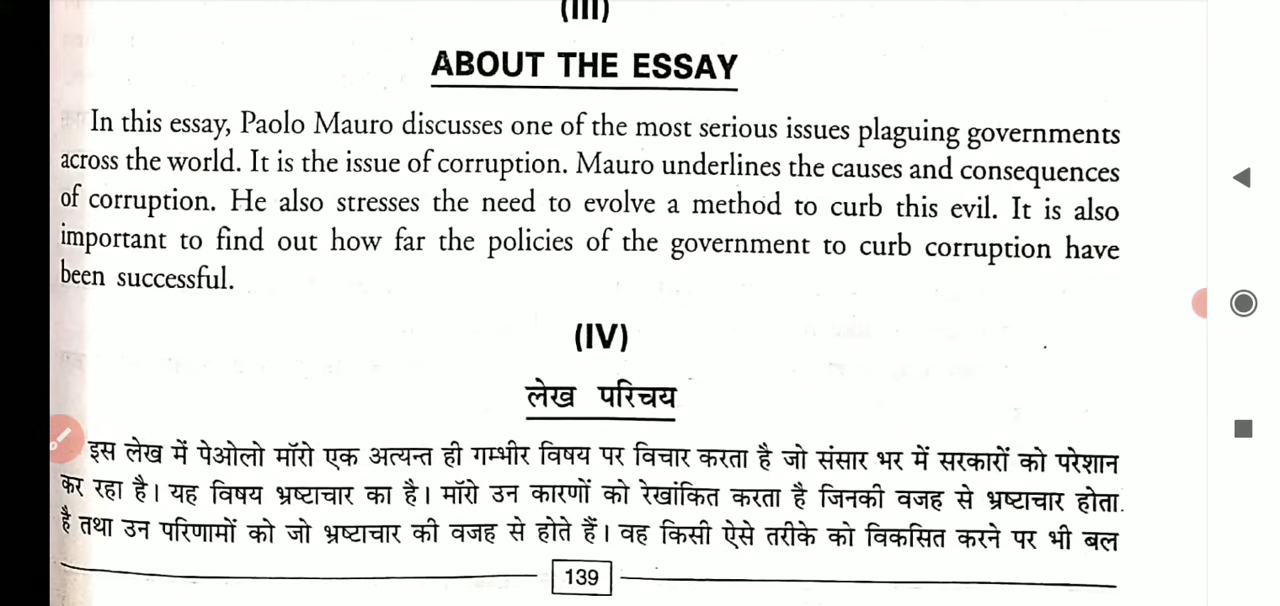 (III)
ABOUT THE ESSAY
In this essay, Paolo Mauro discusses one of the most serious issues plaguing governments
across the world. It is the issue of corruption. Mauro underlines the causes and consequences
of corruption. He also stresses the need to evolve a method to curb this evil. It is also
important to find out how far the policies of the government to curb corruption have
been successful.
(IV)
लेख परिचय
इस लेख में पेओलो मॉरो एक अत्यन्त ही गम्भीर विषय पर विचार करता है जो संसार भर में सरकारों को परेशान
कर रहा है। यह विषय भ्रष्टाचार का है। मॉरो उन कारणों को रेखांकित करता है जिनकी वजह से भ्रष्टाचार होता
है तथा उन परिणामों को जो भ्रष्टाचार की वजह से होते हैं। वह किसी ऐसे तरीके को विकसित करने पर भी बल
139